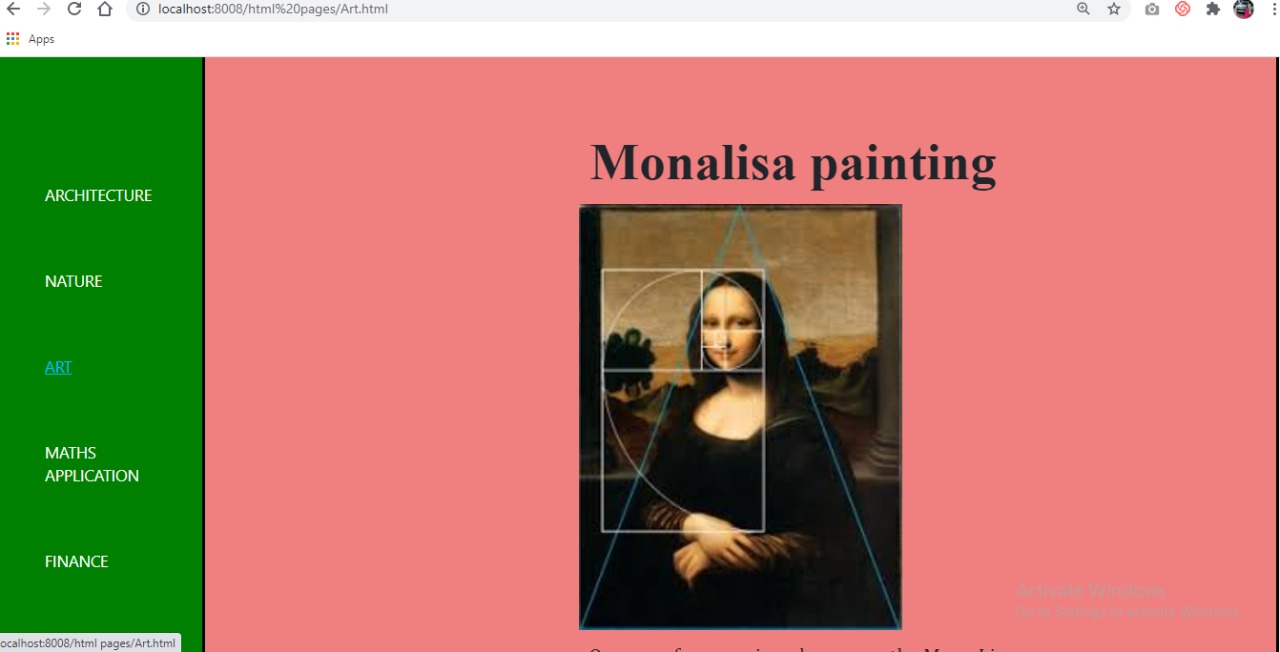 localhost:8008/html%20pages/Art.html
Apps
ARCHITECTURE
NATURE
ART
MATHS
APPLICATION
FINANCE
Monalisa painting
Activate Windows
Go to Settings to activate Windows.
ocalhost:8008/html pages/Art.html